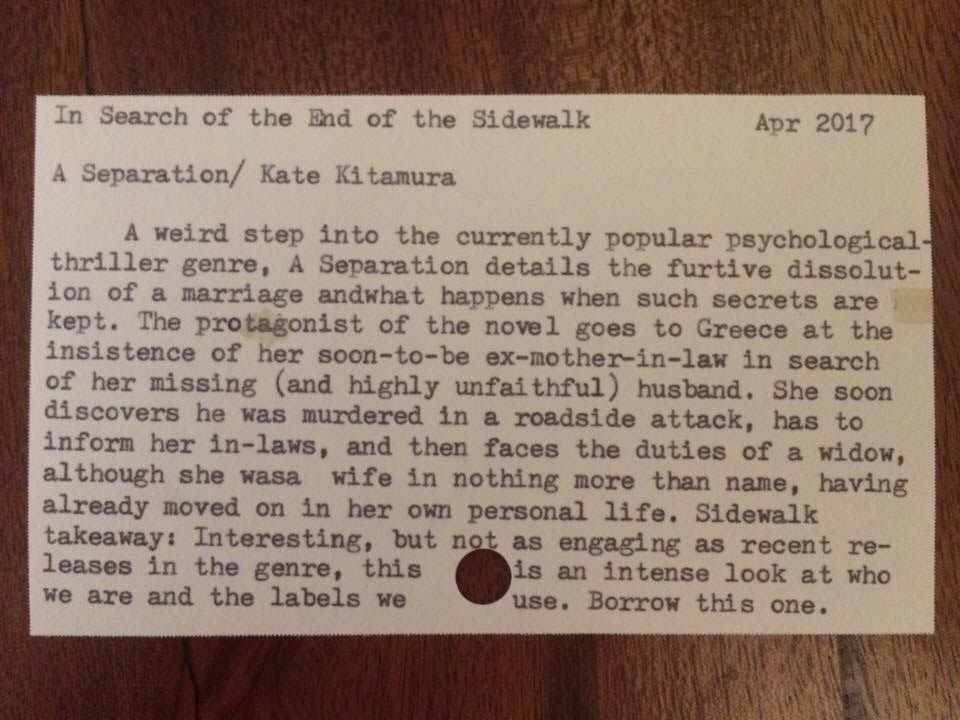 In Search of the End of the Sidewalk Apr 2017
A Separation/ Kate Kitamura
A weird step into the currently popular psychological-
thriller genre, A Separation details the furtive dissolut-
ion of a marriage andwhat happens when such secrets are
kept. The protagonist of the novel goes to Greece at the
insistence of her soon-to-be ex-mother-in-law in search
of her missing (and highly unfaithful) husband. She soon
discovers he was murdered in a roadside attack, has to
inform her in-laws, and then faces the duties of a widow,
although she wasa wife in nothing more than name, having
already moved on in her own personal life. Sidewalk
takeaway: Interesting, but not as engaging as recent re-
leases in the genre, this is an intense look at who
we are and the labels we use. Borrow this one.